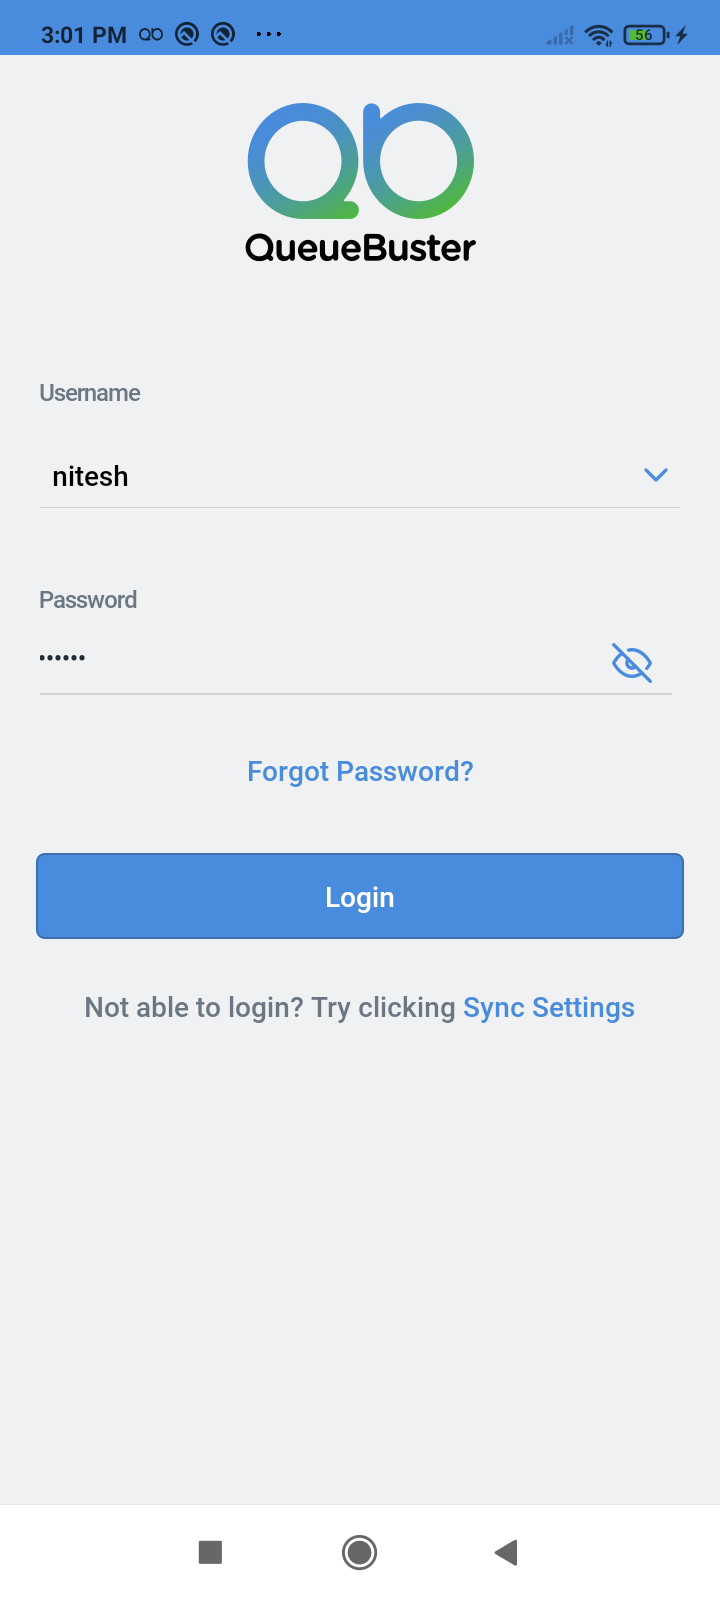 3:01 PM
56
QueueBuster
Username
nitesh
Password
••••••
Forgot Password?
Login
Not able to login? Try clicking Sync Settings